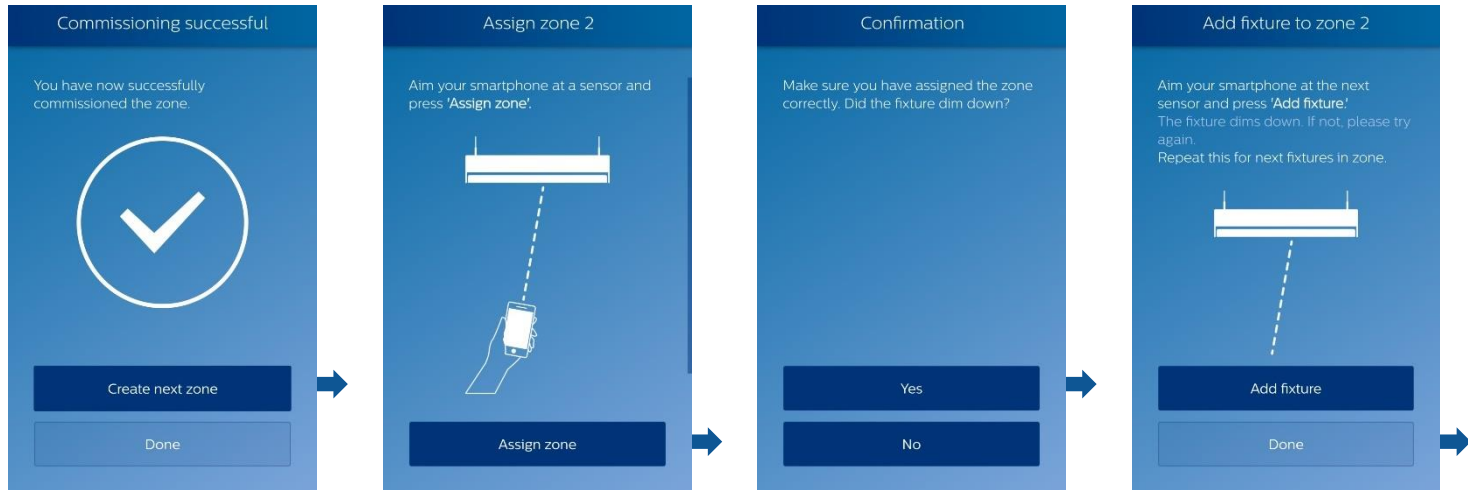 Commissioning successful
You have now successfully
commissioned the zone.
Create next zone
Done
Assign zone 2
Aim your smartphone at a sensor and
press 'Assign zone'.
Assign zone
Confirmation
Make sure you have assigned the zone
correctly. Did the fixture dim down?
Yes
No
Add fixture to zone 2
Aim your smartphone at the next
sensor and press 'Add fixture.'
The fixture dims down. If not, please try
again.
Repeat this for next fixtures in zone.
Add fixture
Done